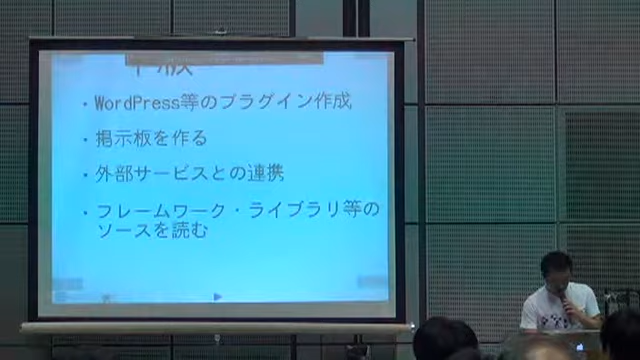 ・WordPress等のプラグイン作成
・掲示板を作る
・外部サービスとの連携
・フレームワーク・ライブラリ等の
ソースを読む